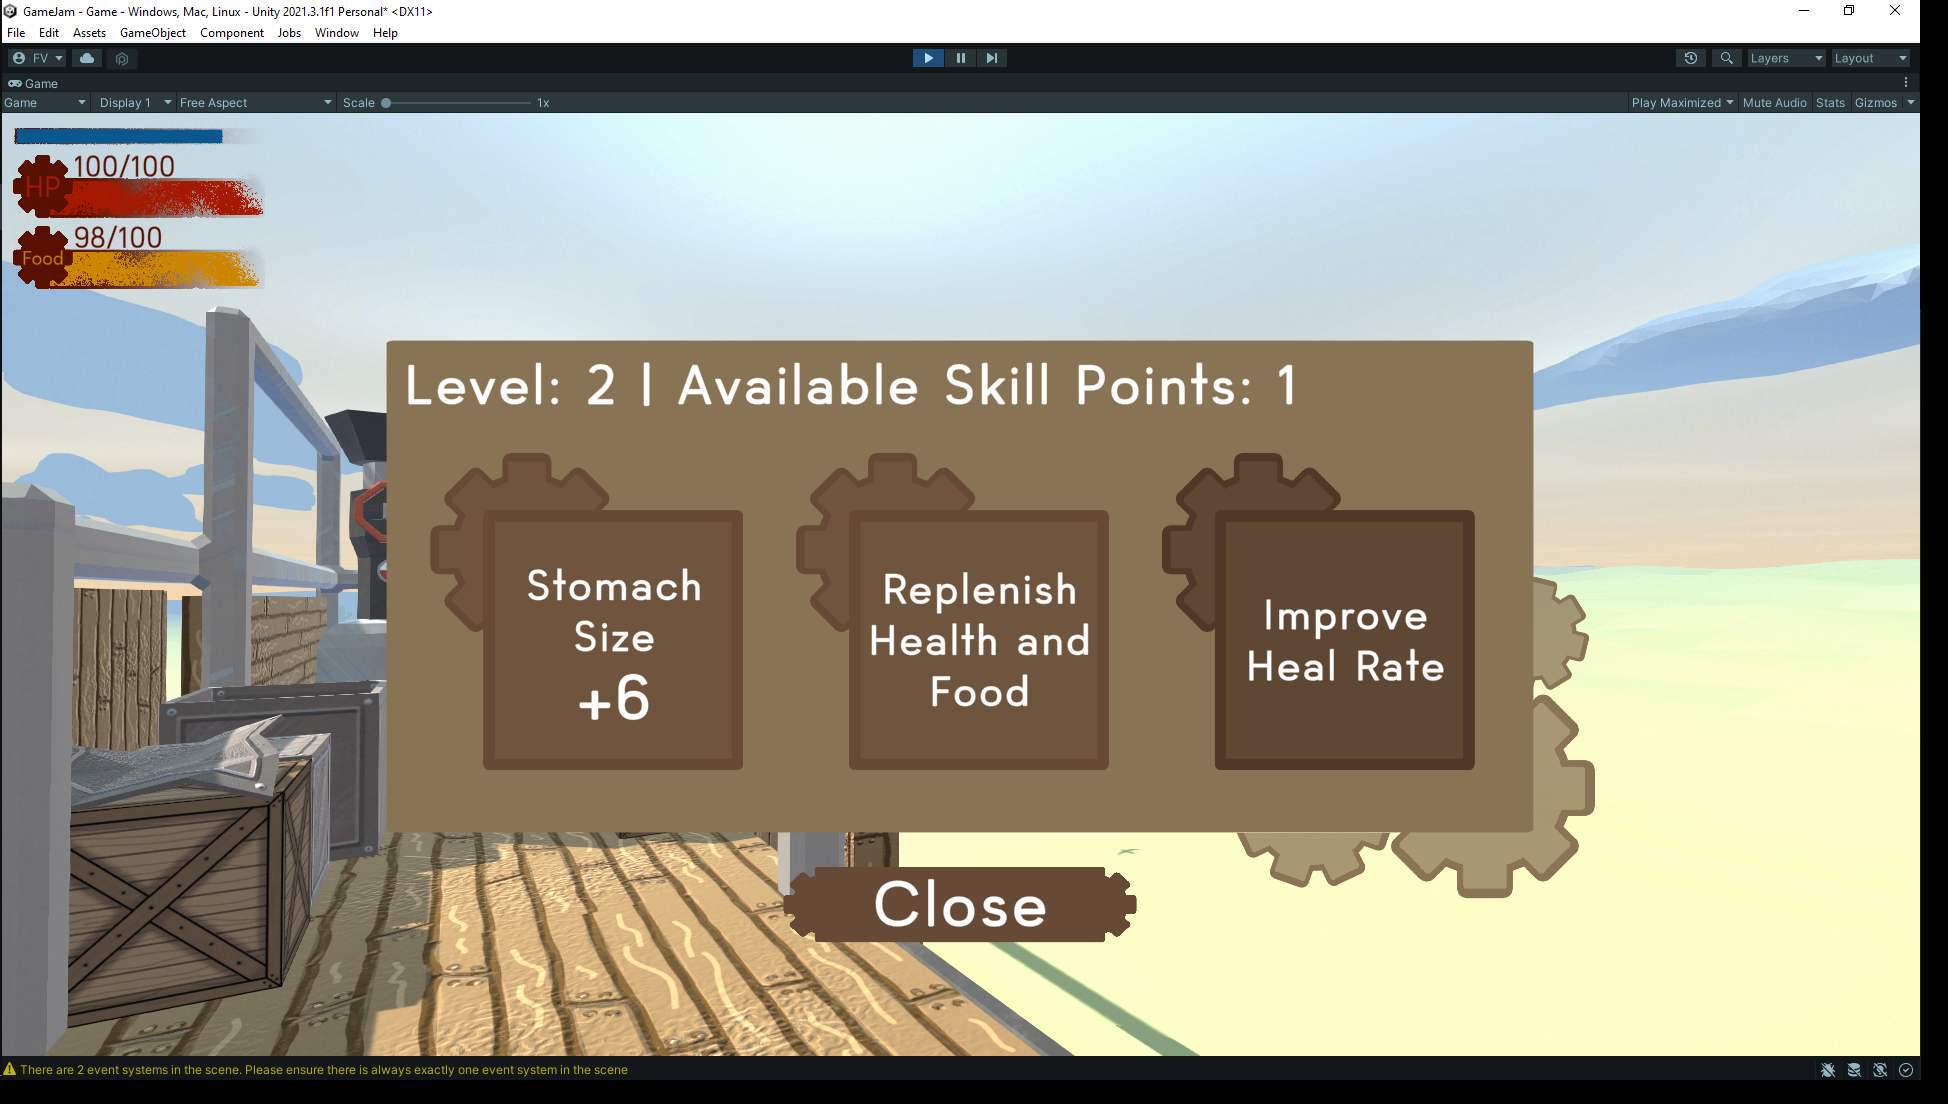 GameJam - Game - Windows, Mac, Linux - Unity 2021.3.1f1 Personal* <DX11>
File Edit Assets GameObject Component Jobs Window Help
FV Layers Layout
Game
Game Display 1 Free Aspect Scale 1x Play Maximized Mute Audio Stats Gizmos
100/100
HP
98/100
Food
Level: 2 | Available Skill Points: 1
Stomach
Size
+6
Replenish
Health and
Food
Improve
Heal Rate
Close
There are 2 event systems in the scene. Please ensure there is always exactly one event system in the scene